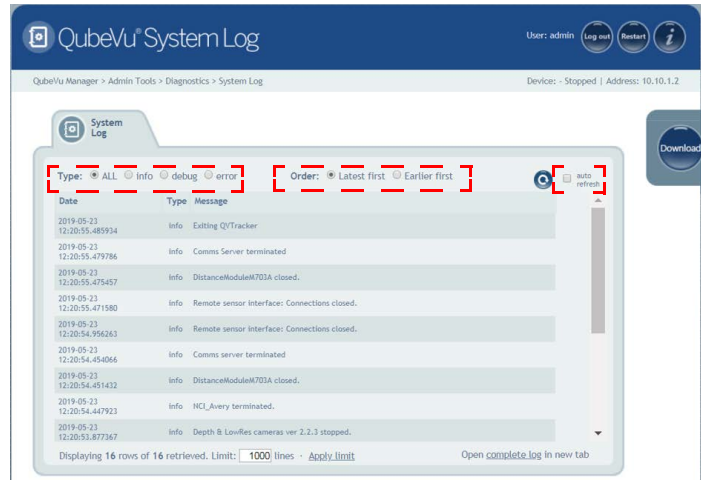 QubeVu® System Log
User: admin
Log out
Restart
i
QubeVu Manager > Admin Tools > Diagnostics > System Log
Device: - Stopped | Address: 10.10.1.2
System
Log
Download
Type: ALL info debug error
Order: Latest first Earlier first
auto
refresh
Date Type Message
2019-05-23
12:20:55.485934 info Exiting QVTracker
2019-05-23
12:20:55.479786 info Comms Server terminated
2019-05-23
12:20:55.475457 info DistanceModuleM703A closed.
2019-05-23
12:20:55.471580 info Remote sensor interface: Connections closed.
2019-05-23
12:20:54.956263 info Remote sensor interface: Connections closed.
2019-05-23
12:20:54.454066 info Comms server terminated
2019-05-23
12:20:54.451432 info DistanceModuleM703A closed.
2019-05-23
12:20:54.447923 info NCI_Avery terminated.
2019-05-23
12:20:53.877367 info Depth & LowRes cameras ver 2.2.3 stopped.
Displaying 16 rows of 16 retrieved. Limit: 1000 lines - Apply limit
Open complete log in new tab